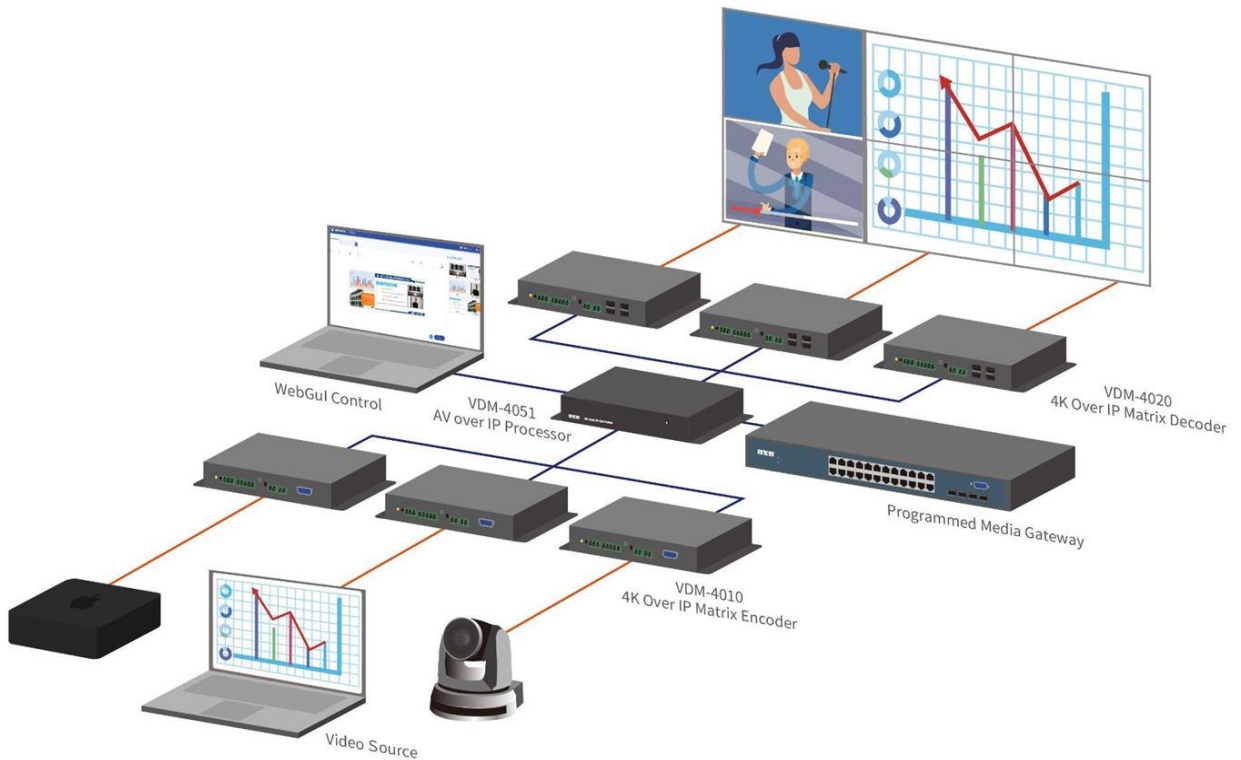 WebGuI Control
VDM-4051
AV over IP Processor
VDM-4020
4K Over IP Matrix Decoder
Programmed Media Gateway
VDM-4010
4K Over IP Matrix Encoder
Video Source